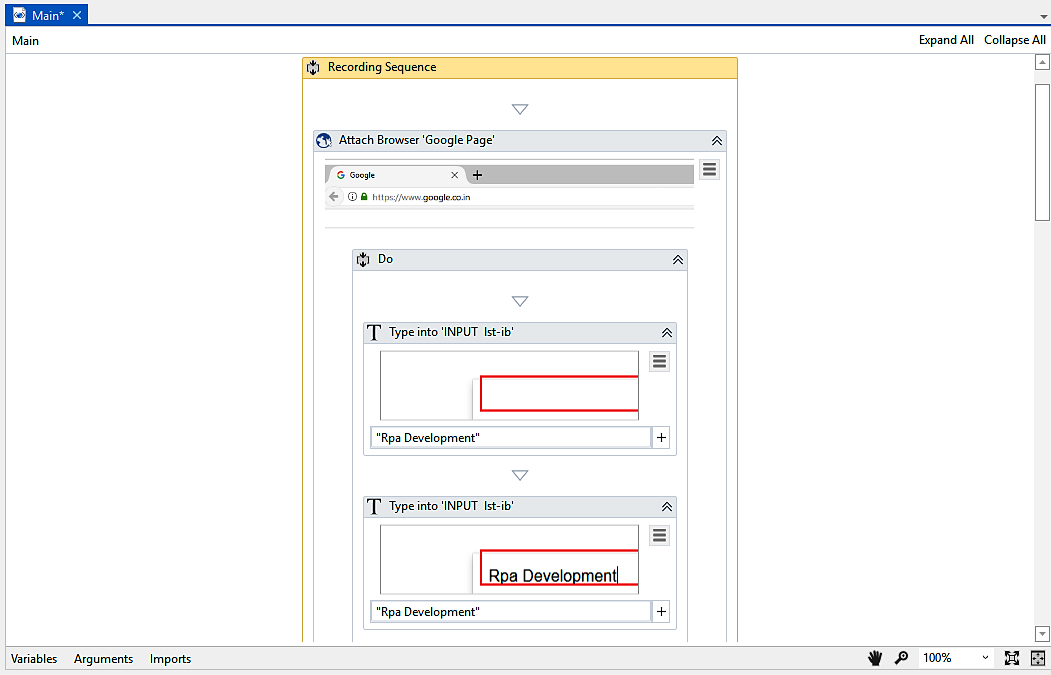 Main*
Main
Expand All Collapse All
Recording Sequence
Attach Browser 'Google Page'
Google
https://www.google.co.in
Do
Type into 'INPUT lst-ib'
"Rpa Development"
Type into 'INPUT lst-ib'
Rpa Development
"Rpa Development"
Variables Arguments Imports
100%